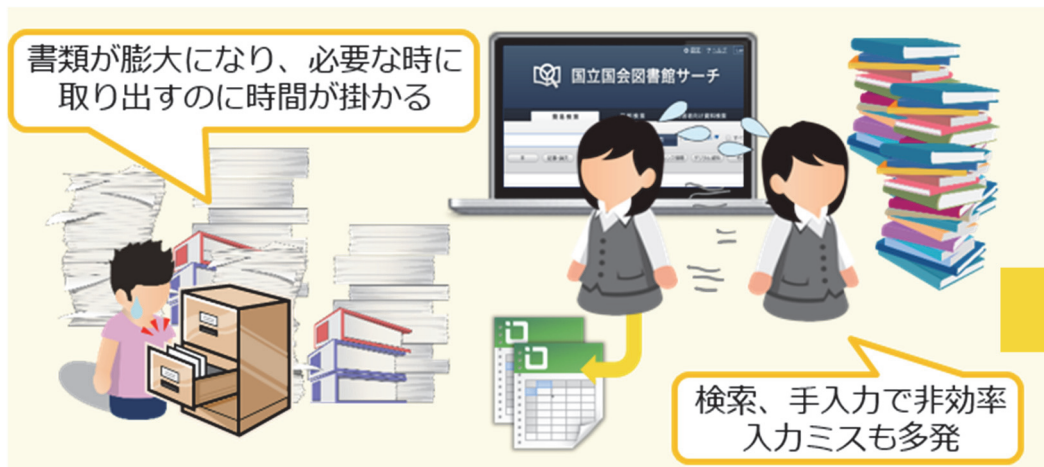 書類が膨大になり、必要な時に
取り出すのに時間が掛かる
国立国会図書館サーチ
検索、手入力で非効率
入力ミスも多発